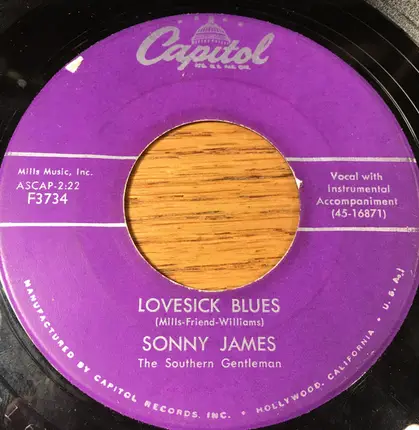 Capitol
Mills Music, Inc.
ASCAP-2:22
F3734
Vocal with
Instrumental
Accompaniment
(45-16871)
LOVESICK BLUES
(Mills-Friend-Williams)
SONNY JAMES
The Southern Gentleman
MANUFACTURED BY CAPITOL RECORDS, INC. • HOLLYWOOD, CALIFORNIA • U.S.A.